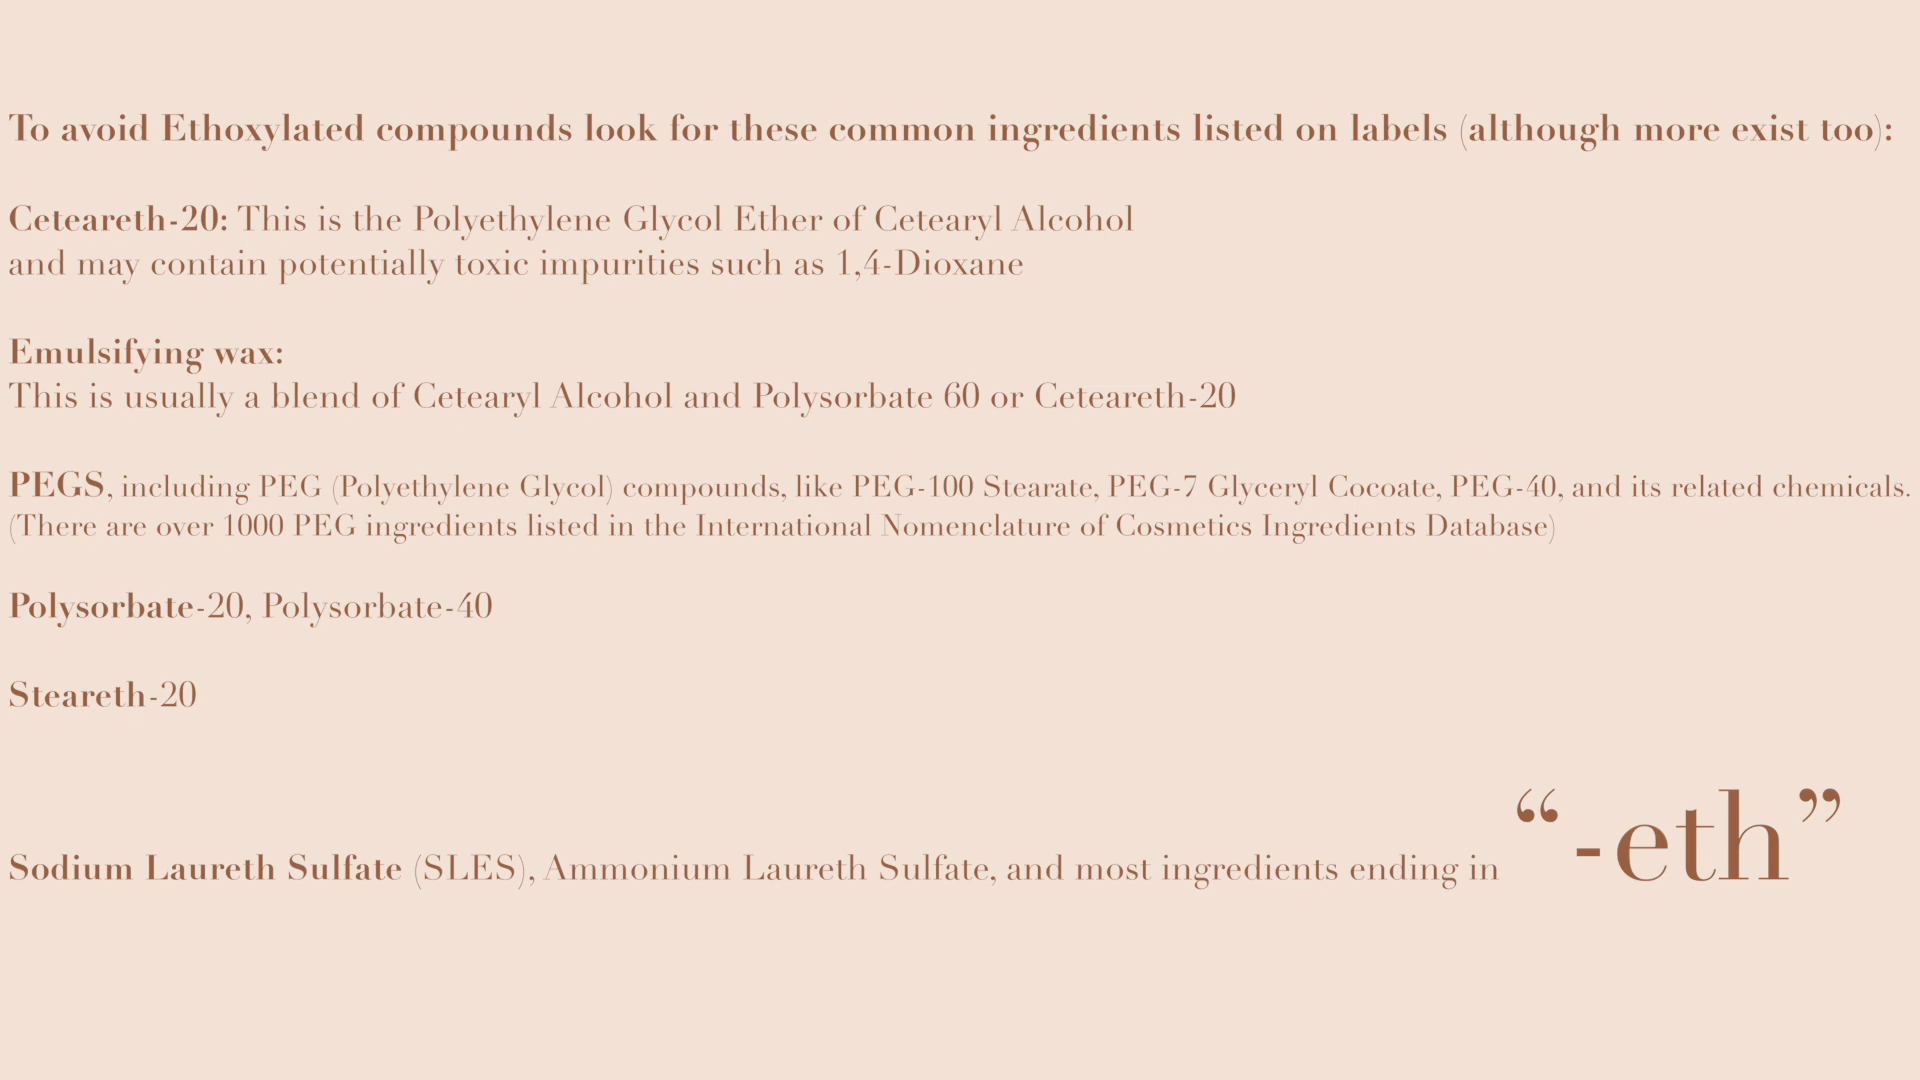 To avoid Ethoxylated compounds look for these common ingredients listed on labels (although more exist too):
Ceteareth-20: This is the Polyethylene Glycol Ether of Cetearyl Alcohol
and may contain potentially toxic impurities such as 1,4-Dioxane
Emulsifying wax:
This is usually a blend of Cetearyl Alcohol and Polysorbate 60 or Ceteareth-20
PEGS, including PEG (Polyethylene Glycol) compounds, like PEG-100 Stearate, PEG-7 Glyceryl Cocoate, PEG-40, and its related chemicals.
(There are over 1000 PEG ingredients listed in the International Nomenclature of Cosmetics Ingredients Database)
Polysorbate-20, Polysorbate-40
Steareth-20
Sodium Laureth Sulfate (SLES), Ammonium Laureth Sulfate, and most ingredients ending in “-eth”